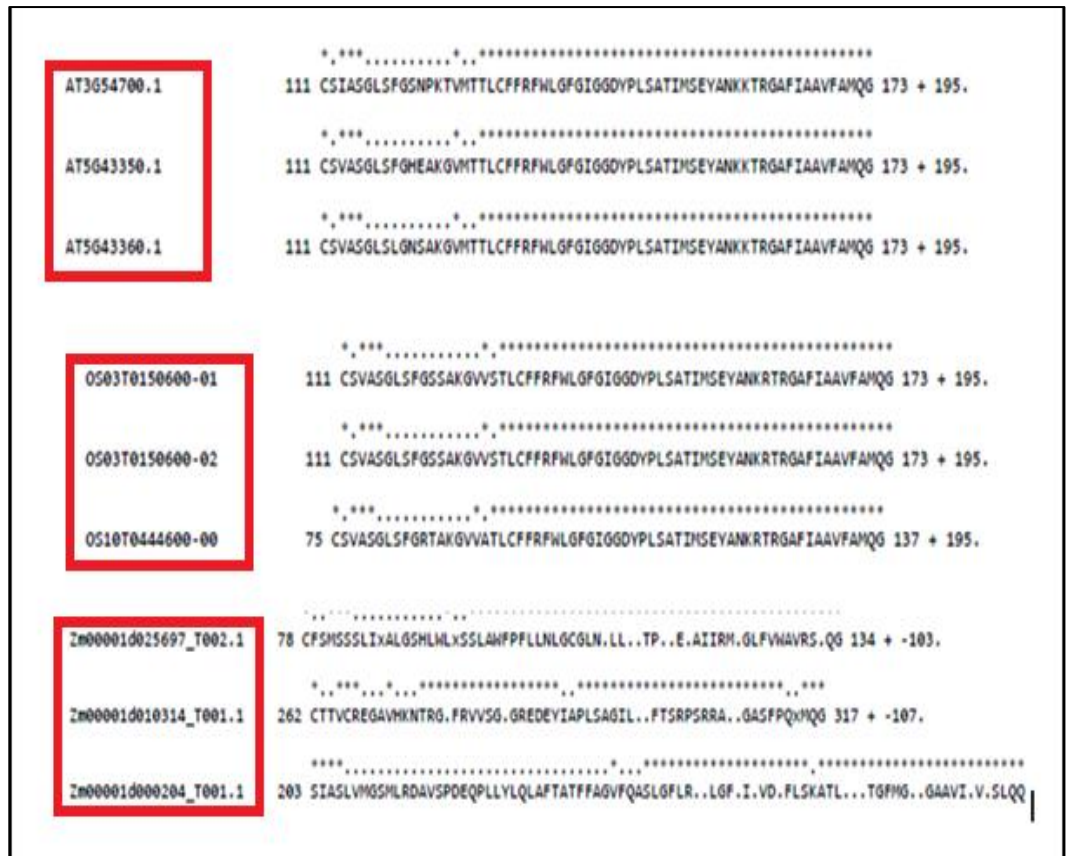 AT3G54700.1 111 CSIASGLSFGSNPKTVMTTLCFFRFWLGFGIGGDYPLSATIMSEYANKKTRGAFIAAVFAMQG 173 + 195.
AT5G43350.1 111 CSVASGLSFGHEAKGVMTTLCFFRFWLGFGIGGDYPLSATIMSEYANKKTRGAFIAAVFAMQG 173 + 195.
AT5G43360.1 111 CSVASGLSLGNSAKGVMTTLCFFRFWLGFGIGGDYPLSATIMSEYANKKTRGAFIAAVFAMQG 173 + 195.
OS03T0150600-01 111 CSVASGLSFGSSAKGVVSTLCFFRFWLGFGIGGDYPLSATIMSEYANKRTRGAFIAAVFAMQG 173 + 195.
OS03T0150600-02 111 CSVASGLSFGSSAKGVVSTLCFFRFWLGFGIGGDYPLSATIMSEYANKRTRGAFIAAVFAMQG 173 + 195.
OS10T0444600-00 75 CSVASGLSFGRTAKGVVATLCFFRFWLGFGIGGDYPLSATIMSEYANKRTRGAFIAAVFAMQG 137 + 195.
Zm00001d025697_T002.1 78 CFSMSSSLIxALGSHLWLxSSLAWFPFLLNLGCGLN.LL..TP..E.AIIRM.GLFVWAVRS.QG 134 + -103.
Zm00001d010314_T001.1 262 CTTVCREGAVHKNTRG.FRVVSG.GREDEYIAPLSAGIL..FTSRPSRRA..GASFPQxMQG 317 + -107.
Zm00001d000204_T001.1 203 SIASLVMGSMLRDAVSPDEQPLLYLQLAFTATFFAGVFQASLGFLR..LGF.I.VD.FLSKATL...TGFMG..GAAVI.V.SLQQ